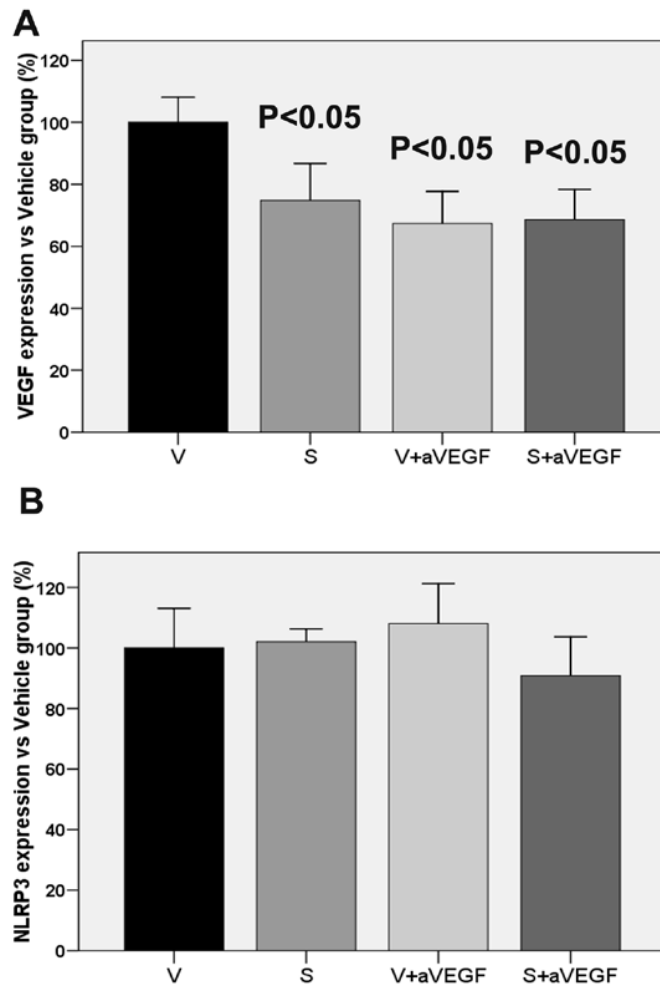 A
VEGF expression vs Vehicle group (%)
120
100
80
60
40
20
0
P<0.05
P<0.05
P<0.05
V
S
V+aVEGF
S+aVEGF
B
NLRP3 expression vs Vehicle group (%)
120
100
80
60
40
20
0
V
S
V+aVEGF
S+aVEGF